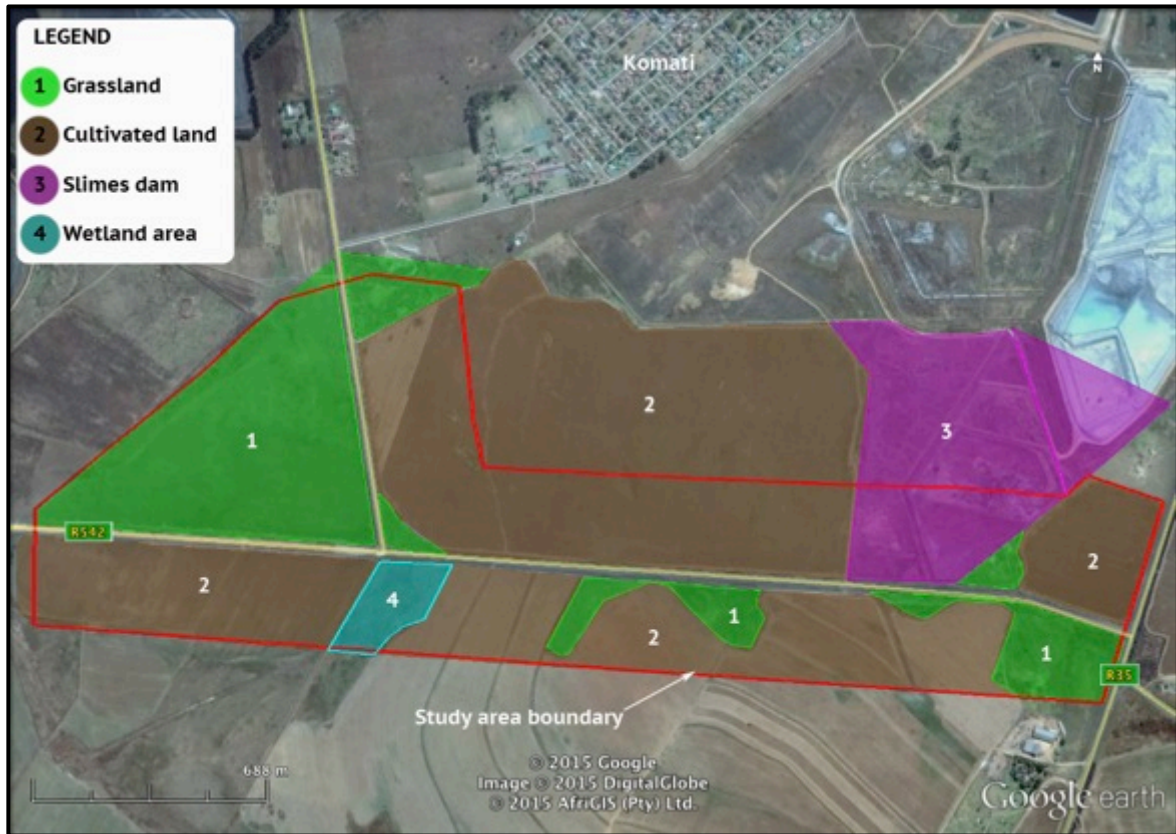 LEGEND
1 Grassland
2 Cultivated land
3 Slimes dam
4 Wetland area
Komati
N
2
1
3
R542
2
4
2
1
2
1
R35
Study area boundary
688 m
© 2015 Google
Image © 2015 DigitalGlobe
© 2015 AfriGIS (Pty) Ltd.
Google earth